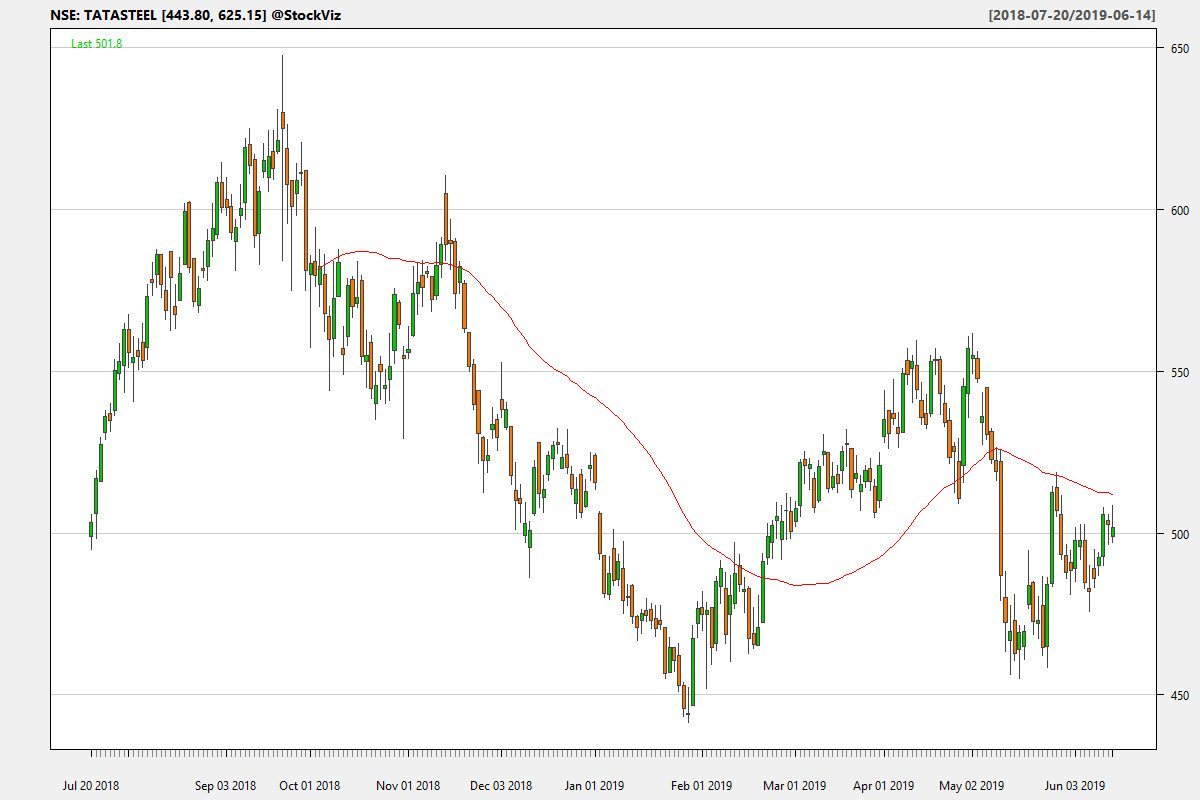 NSE: TATASTEEL [443.80, 625.15] @StockViz
[2018-07-20/2019-06-14]
Last 501.8
650
600
550
500
450
Jul 20 2018
Sep 03 2018
Oct 01 2018
Nov 01 2018
Dec 03 2018
Jan 01 2019
Feb 01 2019
Mar 01 2019
Apr 01 2019
May 02 2019
Jun 03 2019